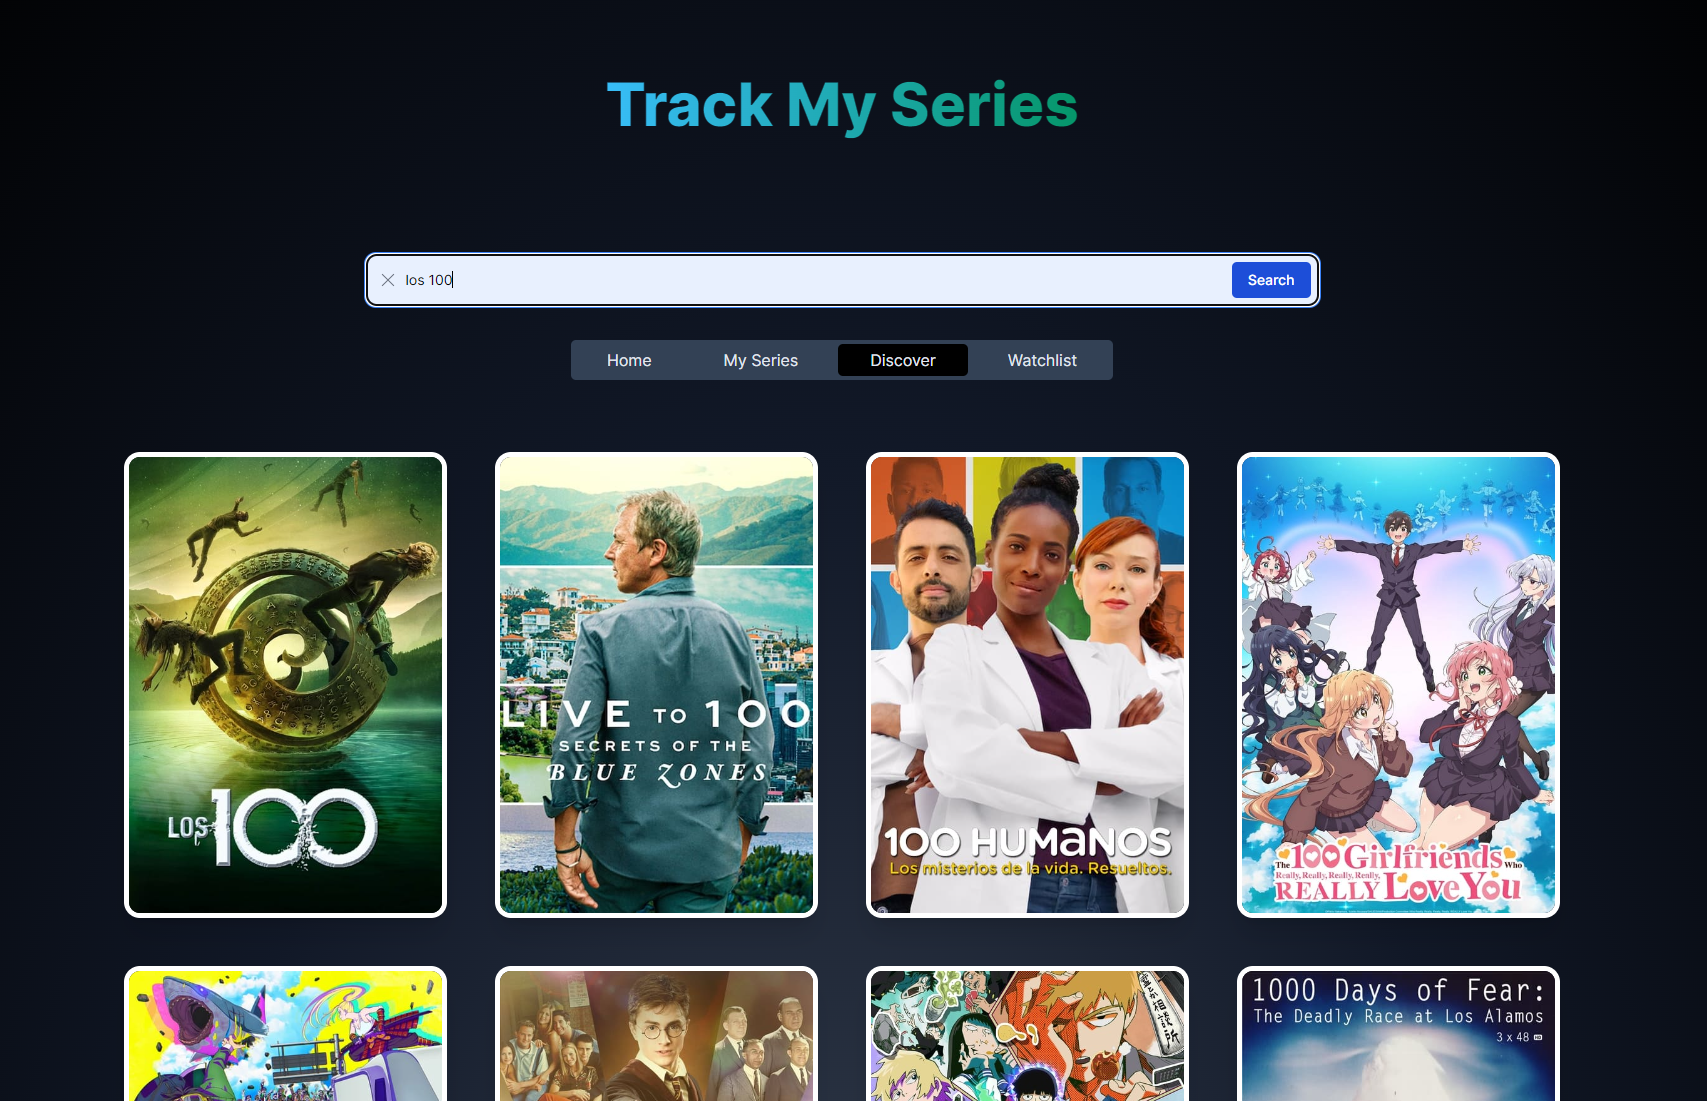 Track My Series
los 100
Search
Home
My Series
Discover
Watchlist
LOS 100
LIVE TO 100
SECRETS OF THE
BLUE ZONES
100 HUMANOS
Los misterios de la vida. Resueltos.
The 100 Girlfriends Who
Really, Really, Really, Really,
REALLY LOVE YOU
1000 Days of Fear:
The Deadly Race at Los Alamos
3 x 48 HD